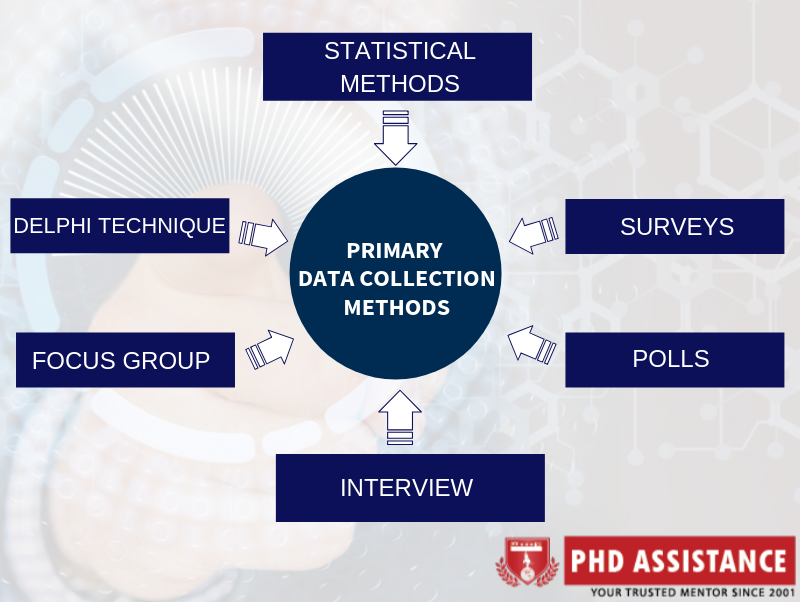 STATISTICAL
METHODS
DELPHI TECHNIQUE
SURVEYS
PRIMARY
DATA COLLECTION
METHODS
FOCUS GROUP
POLLS
INTERVIEW
PHD ASSISTANCE
YOUR TRUSTED MENTOR SINCE 2001